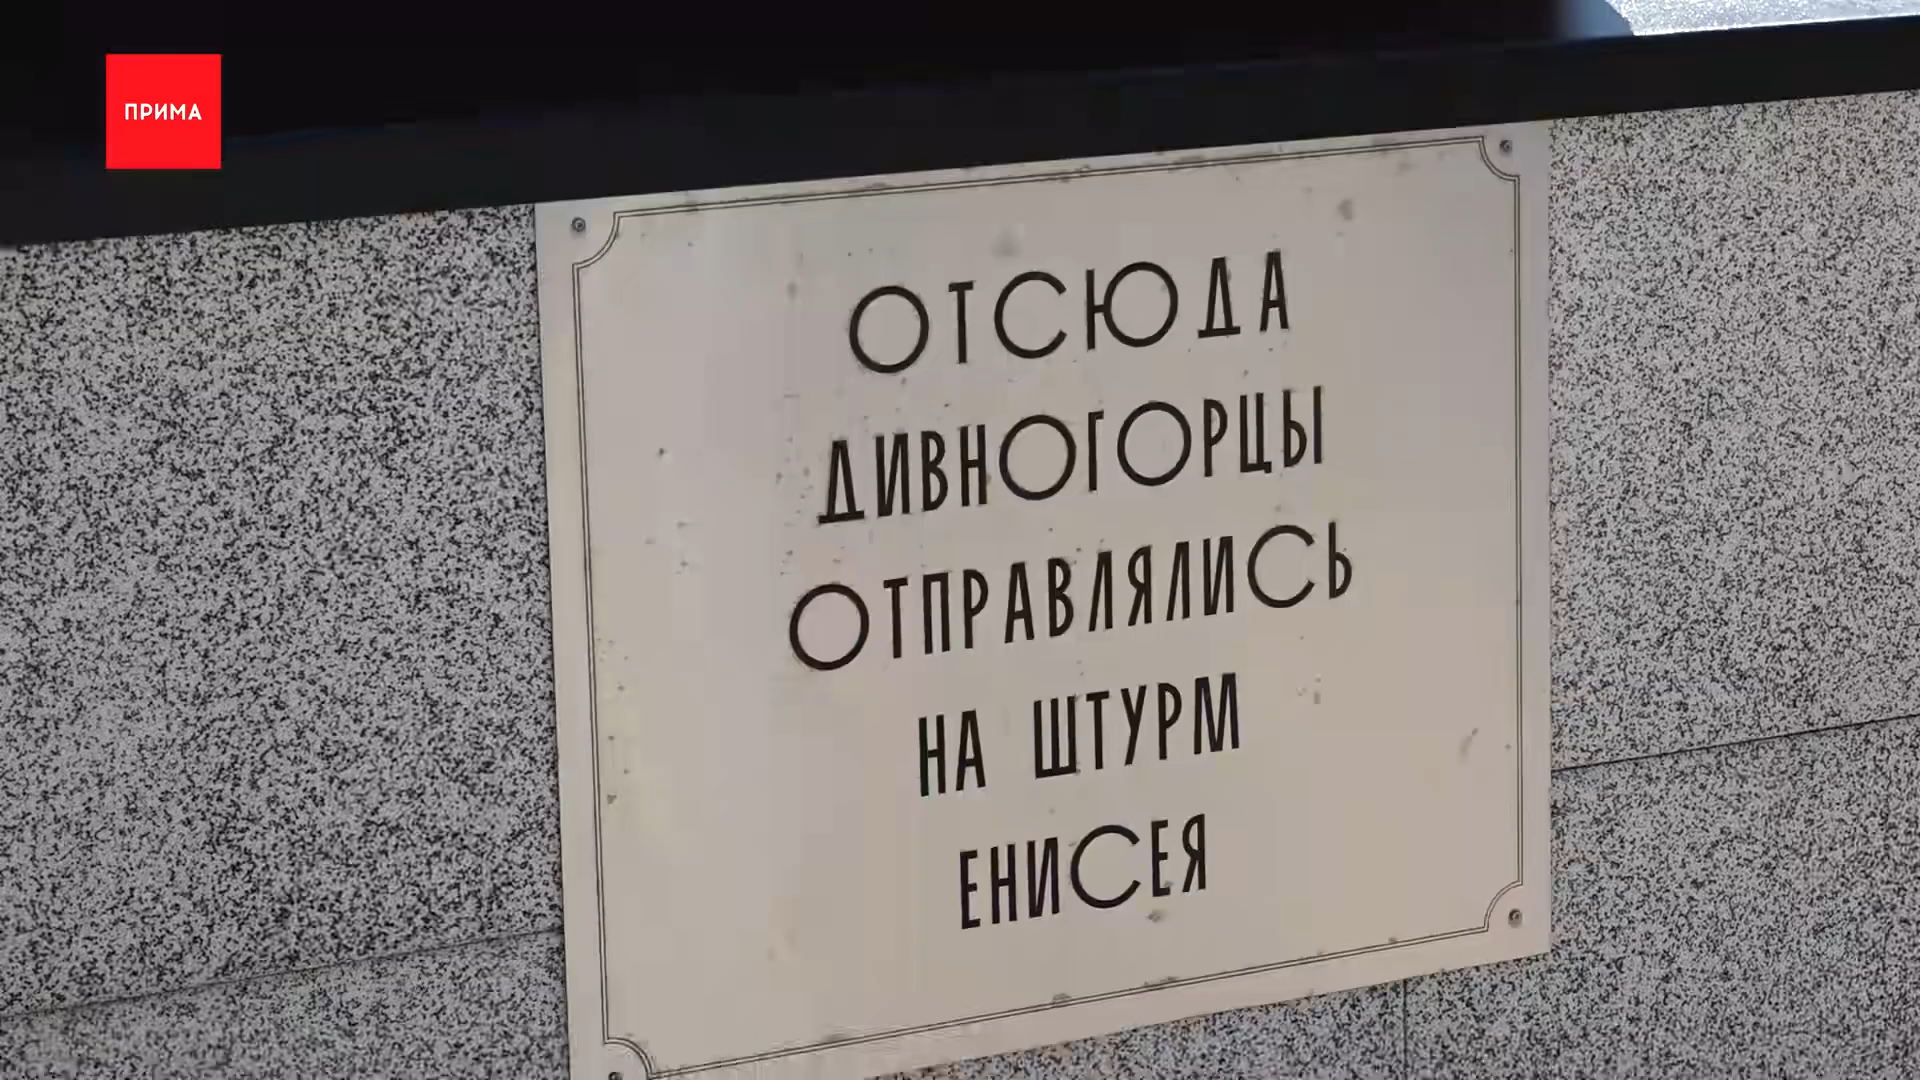 ПРИМА
ОТСЮДА
ДИВНОГОРЦЫ
ОТПРАВЛЯЛИСЬ
НА ШТУРМ
ЕНИСЕЯ